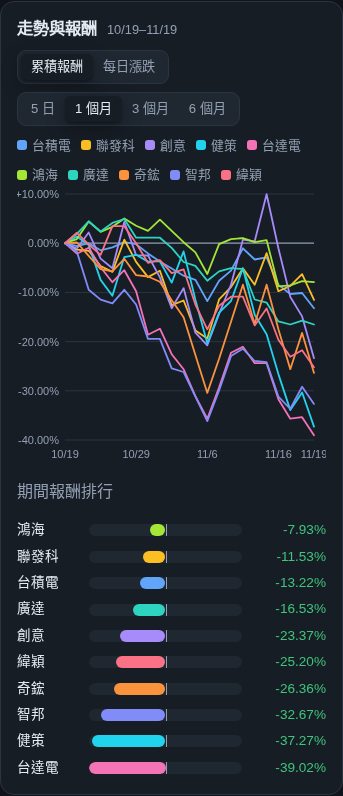 走勢與報酬 10/19–11/19
累積報酬 每日漲跌
5 日 1 個月 3 個月 6 個月
台積電 聯發科 創意 健策 台達電
鴻海 廣達 奇鋐 智邦 緯穎
+10.00%
0.00%
-10.00%
-20.00%
-30.00%
-40.00%
10/19 10/29 11/6 11/16 11/19
期間報酬排行
鴻海 -7.93%
聯發科 -11.53%
台積電 -13.22%
廣達 -16.53%
創意 -23.37%
緯穎 -25.20%
奇鋐 -26.36%
智邦 -32.67%
健策 -37.27%
台達電 -39.02%